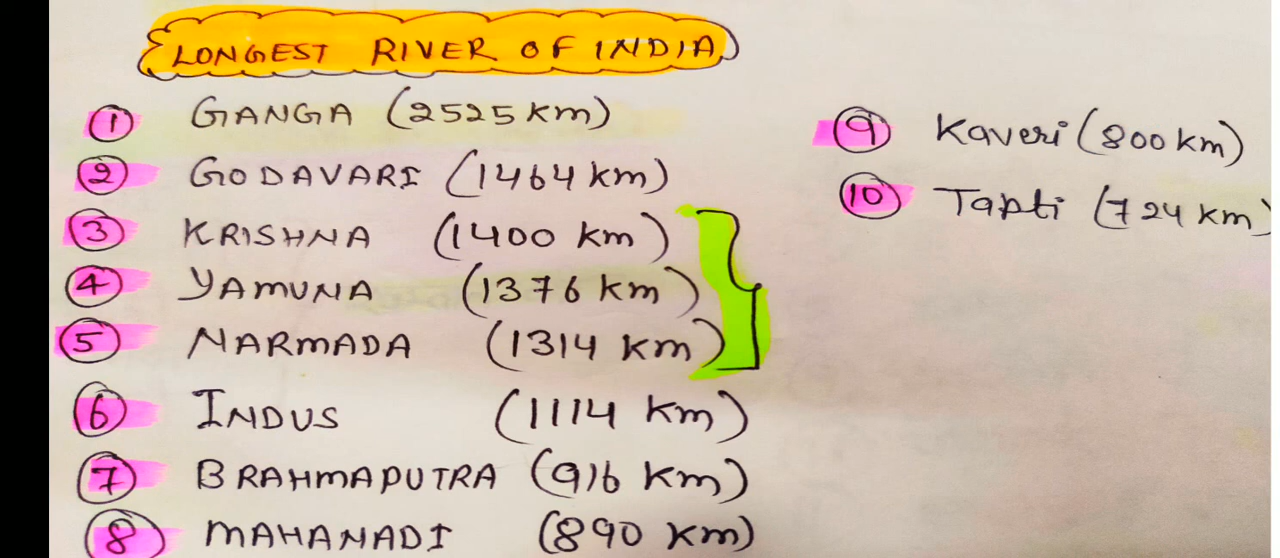 LONGEST RIVER OF INDIA
1 GANGA (2525 km)
2 GODAVARI (1464 km)
3 KRISHNA (1400 km)
4 YAMUNA (1376 km)
5 NARMADA (1314 km)
6 INDUS (1114 km)
7 BRAHMAPUTRA (916 km)
8 MAHANADI (890 km)
9 Kaveri (800 km)
10 Tapti (724 km)